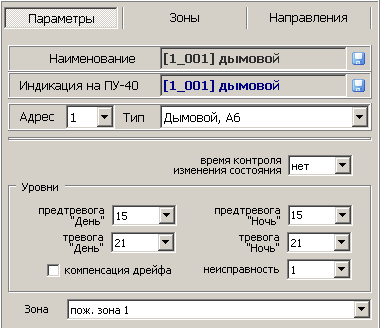 Параметры Зоны Направления
Наименование [1_001] дымовой
Индикация на ПУ-40 [1_001] дымовой
Адрес 1 Тип Дымовой, А6
время контроля
изменения состояния нет
Уровни
предтревога
"День" 15
предтревога
"Ночь" 15
тревога
"День" 21
тревога
"Ночь" 21
компенсация дрейфа неисправность 1
Зона пож. зона 1